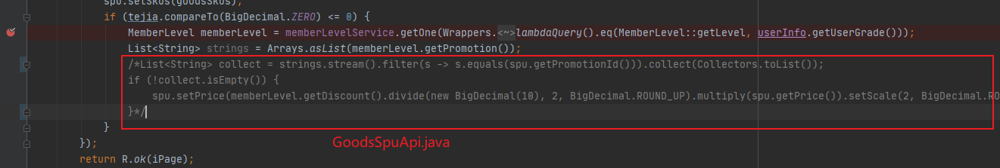 spu.setSkus(goodsSkus);
if (tejia.compareTo(BigDecimal.ZERO) <= 0) {
MemberLevel memberLevel = memberLevelService.getOne(Wrappers.<~>lambdaQuery().eq(MemberLevel::getLevel, userInfo.getUserGrade()));
List<String> strings = Arrays.asList(memberLevel.getPromotion());
/*List<String> collect = strings.stream().filter(s -> s.equals(spu.getPromotionId())).collect(Collectors.toList());
if (!collect.isEmpty()) {
spu.setPrice(memberLevel.getDiscount().divide(new BigDecimal(10), 2, BigDecimal.ROUND_UP).multiply(spu.getPrice()).setScale(2, BigDecimal.RO
}*/
}
});
GoodsSpuApi.java
return R.ok(iPage);